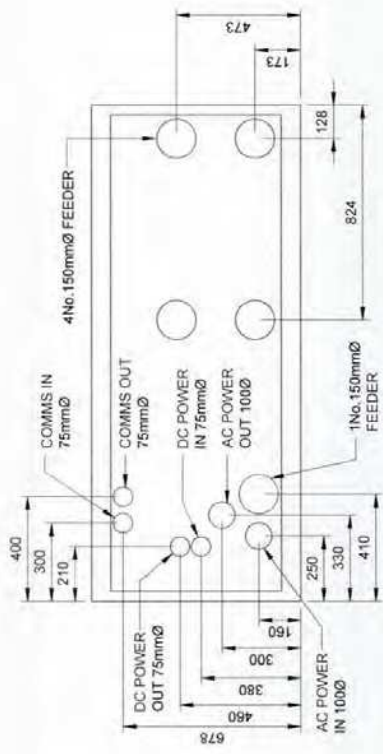 4No.150mmØ FEEDER
COMMS IN
75mmØ
COMMS OUT
75mmØ
DC POWER
IN 75mmØ
AC POWER
OUT 100Ø
400
300
210
473
173
128
824
1No.150mmØ
FEEDER
DC POWER
OUT 75mmØ
AC POWER
IN 100Ø
250
330
410
160
300
380
460
678